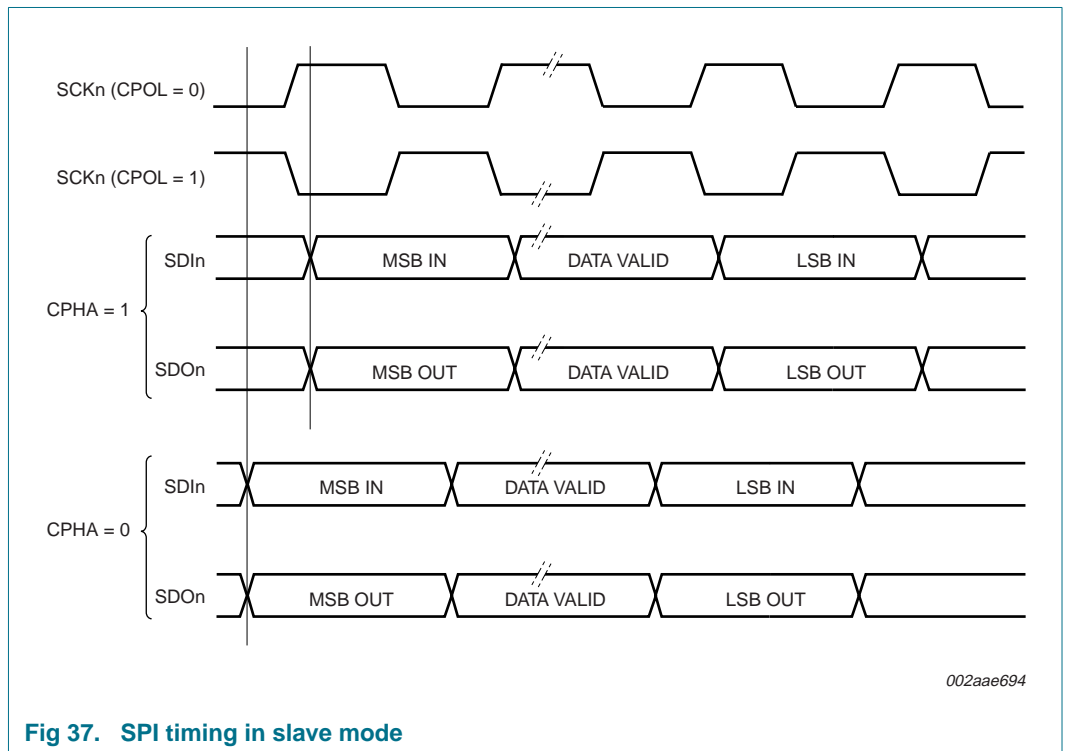 SCKn (CPOL = 0)
SCKn (CPOL = 1)
CPHA = 1
SDIn
MSB IN
DATA VALID
LSB IN
SDOn
MSB OUT
DATA VALID
LSB OUT
CPHA = 0
SDIn
MSB IN
DATA VALID
LSB IN
SDOn
MSB OUT
DATA VALID
LSB OUT
002aae694
Fig 37. SPI timing in slave mode